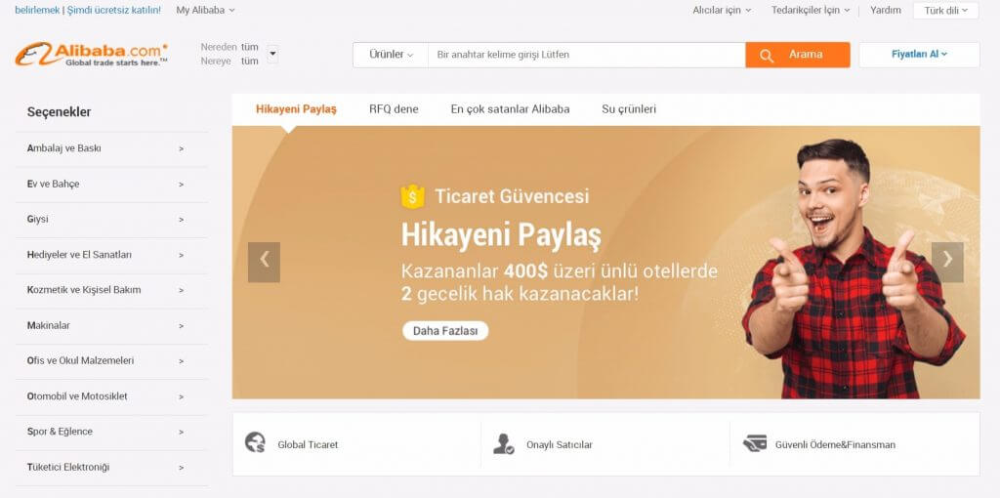 belirlemek | Şimdi ücretsiz katılın! My Alibaba Alıcılar için Tedarikçiler İçin Yardım Türk dili
Alibaba.com
Global trade starts here.™
Nereden tüm
Nereye tüm
Ürünler Bir anahtar kelime girişi Lütfen Arama Fiyatları Al
Seçenekler
Ambalaj ve Baskı >
Ev ve Bahçe >
Giysi >
Hediyeler ve El Sanatları >
Kozmetik ve Kişisel Bakım >
Makinalar >
Ofis ve Okul Malzemeleri >
Otomobil ve Motosiklet >
Spor & Eğlence >
Tüketici Elektroniği >
Hikayeni Paylaş RFQ dene En çok satanlar Alibaba Su çrünleri
$ Ticaret Güvencesi
Hikayeni Paylaş
Kazananlar 400$ üzeri ünlü otellerde
2 gecelik hak kazanacaklar!
Daha Fazlası
Global Ticaret Onaylı Satıcılar Güvenli Ödeme&Finansman